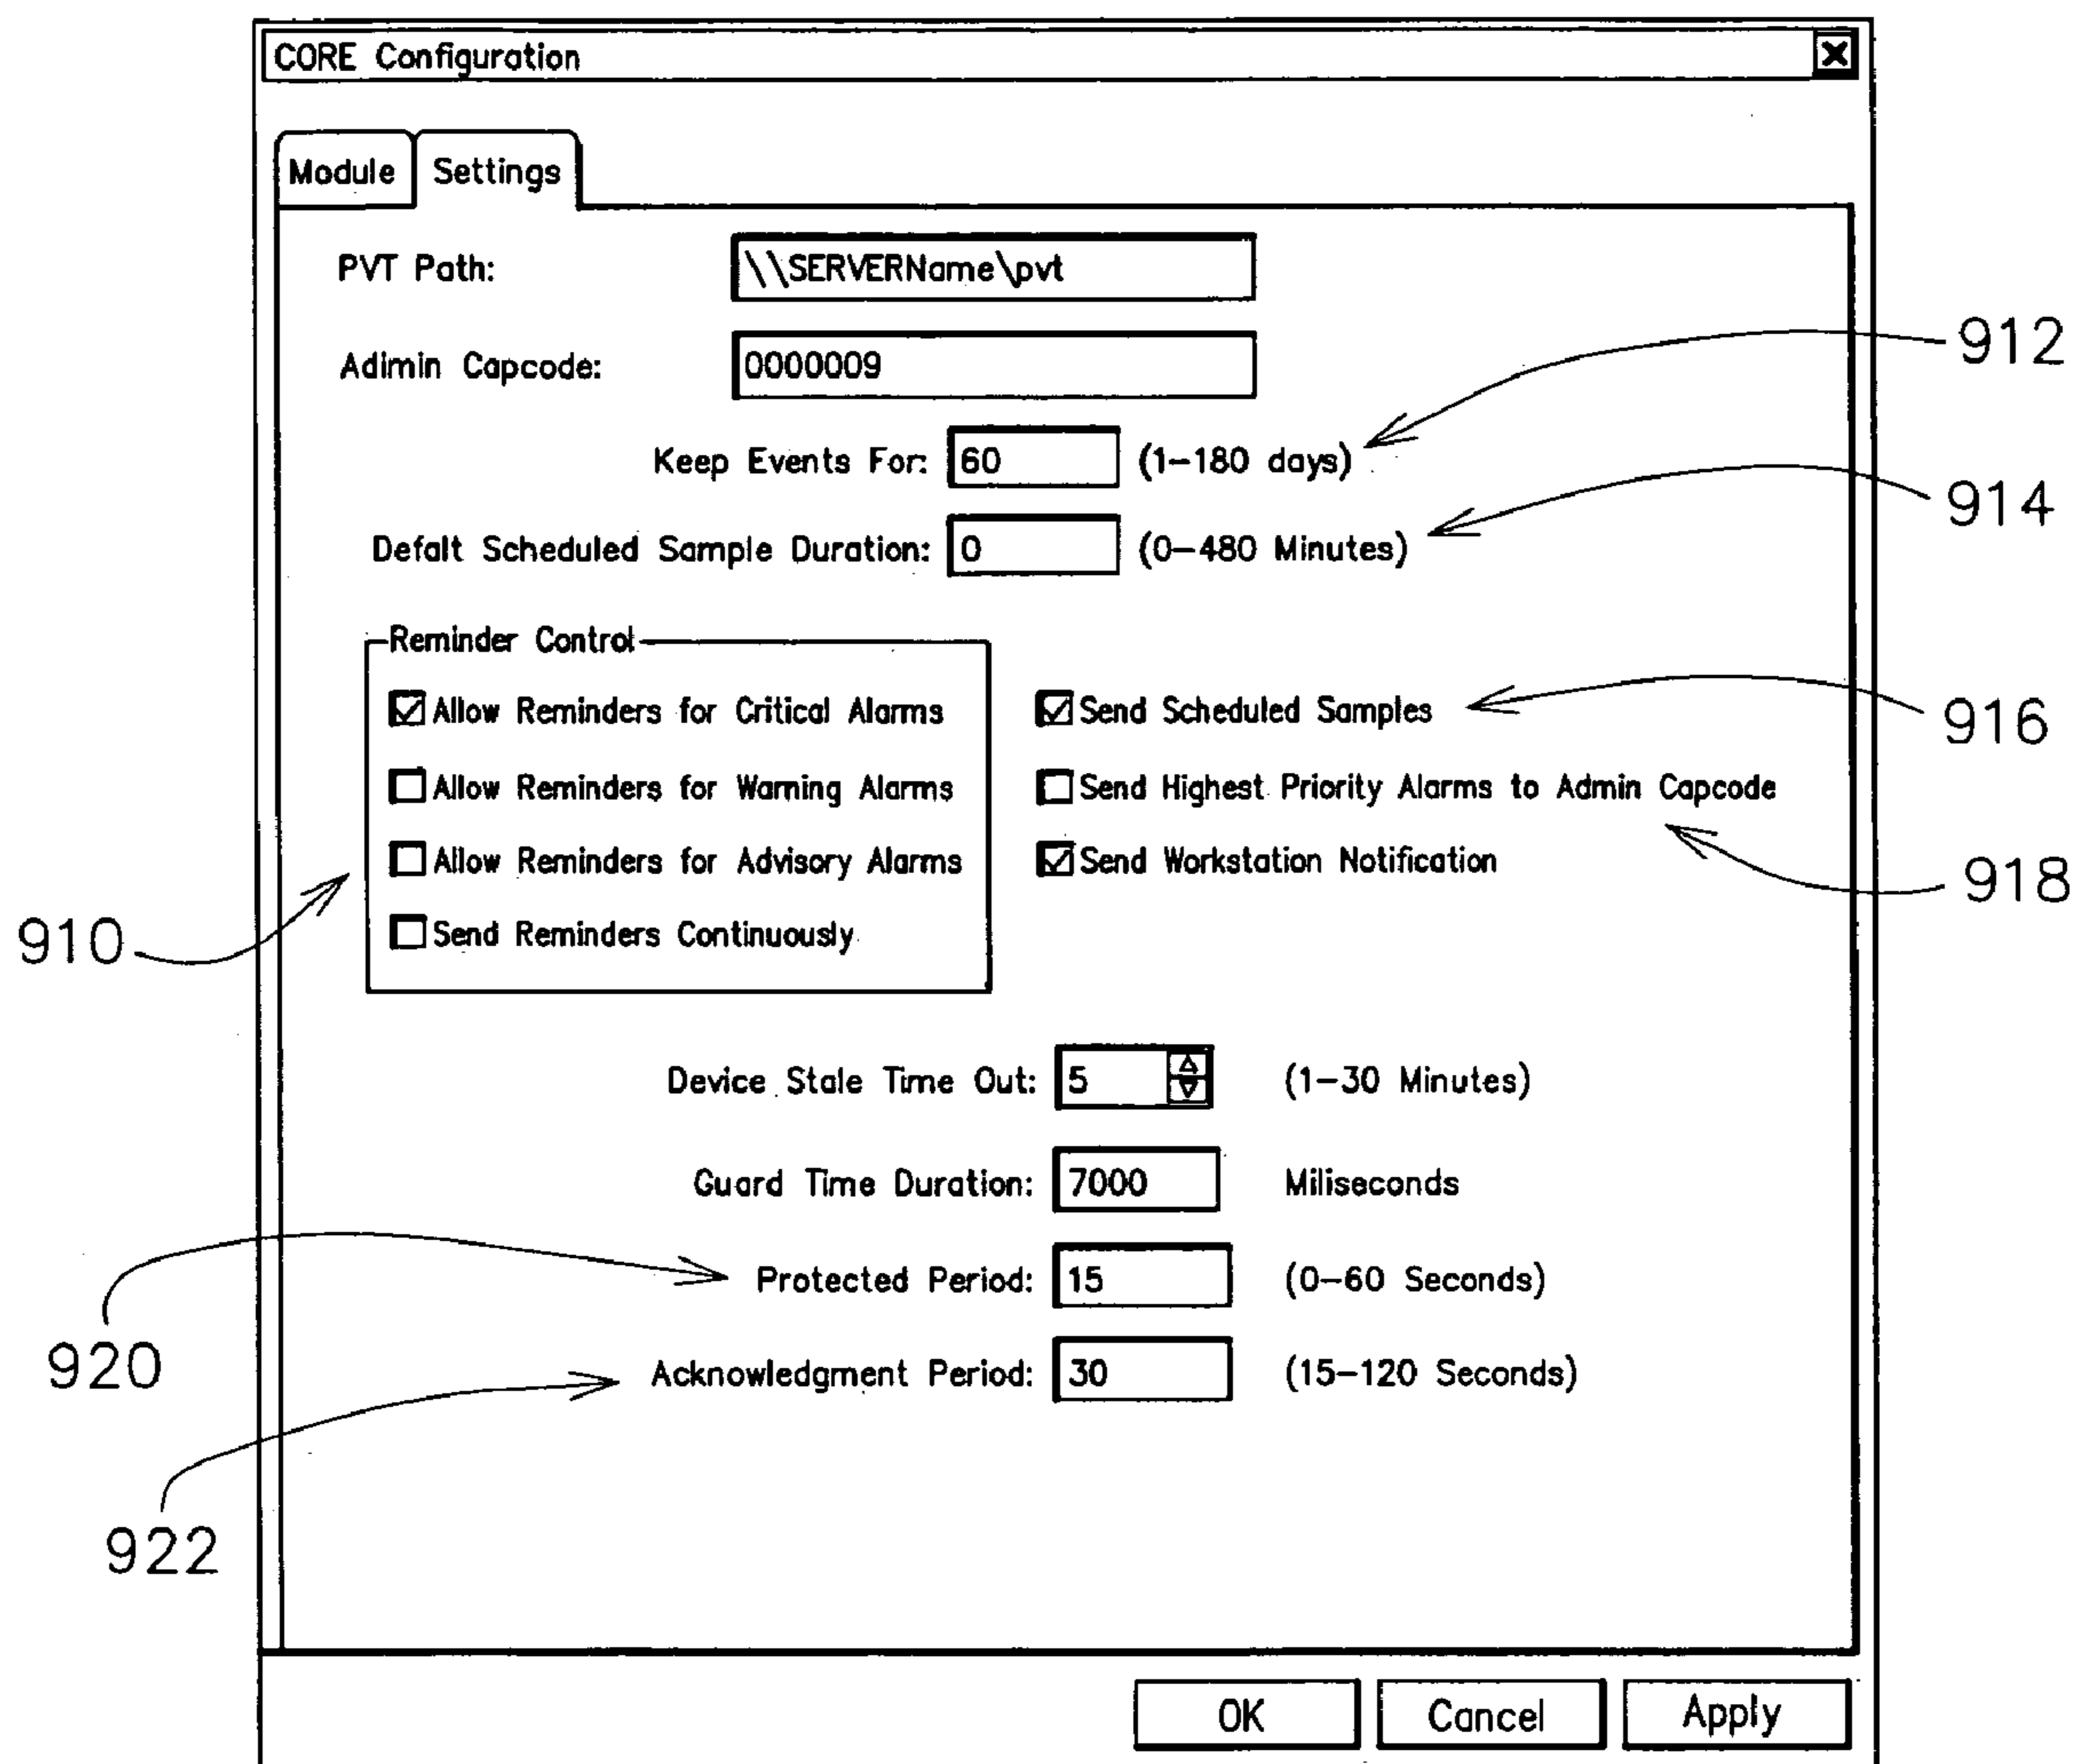 CORE Configuration
Module Settings
PVT Path: \\SERVERName\pvt
912
Adimin Capcode: 0000009
Keep Events For: 60 (1-180 days)
914
Defalt Scheduled Sample Duration: 0 (0-480 Minutes)
Reminder Control
Allow Reminders for Critical Alarms Send Scheduled Samples
916
Allow Reminders for Warning Alarms Send Highest Priority Alarms to Admin Capcode
Allow Reminders for Advisory Alarms Send Workstation Notification
918
910
Send Reminders Continuously
Device Stale Time Out: 5 (1-30 Minutes)
Guard Time Duration: 7000 Miliseconds
Protected Period: 15 (0-60 Seconds)
920
Acknowledgment Period: 30 (15-120 Seconds)
922
OK Cancel Apply